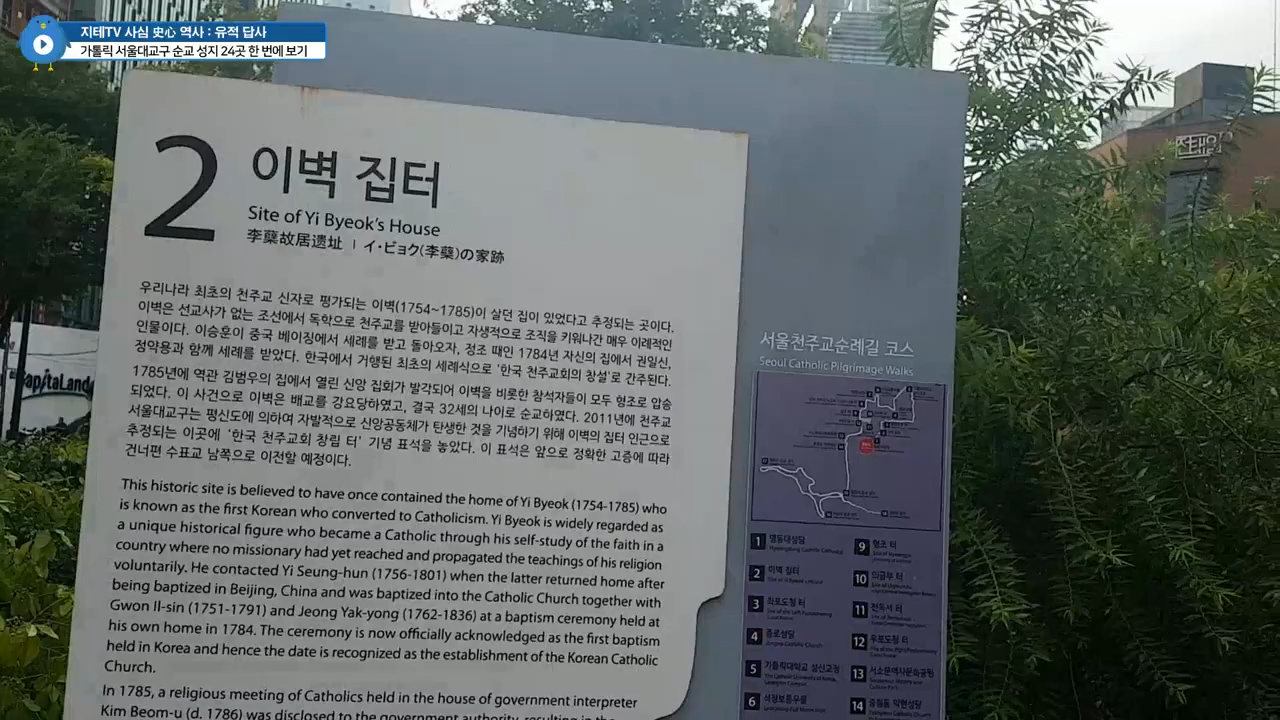 지테TV 사심 史心 역사 : 유적 답사
가톨릭 서울대교구 순교 성지 24곳 한 번에 보기
전태일
2
이벽 집터
Site of Yi Byeok's House
李蘗故居遗址 | イ・ビョク(李蘗)の家跡
우리나라 최초의 천주교 신자로 평가되는 이벽(1754~1785)이 살던 집이 있었다고 추정되는 곳이다.
이벽은 선교사가 없는 조선에서 독학으로 천주교를 받아들이고 자생적으로 조직을 키워나간 매우 이례적인
인물이다. 이승훈이 중국 베이징에서 세례를 받고 돌아오자, 정조 때인 1784년 자신의 집에서 권일신,
정약용과 함께 세례를 받았다. 한국에서 거행된 최초의 세례식으로 '한국 천주교회의 창설'로 간주된다.
1785년에 역관 김범우의 집에서 열린 신앙 집회가 발각되어 이벽을 비롯한 참석자들이 모두 형조로 압송
되었다. 이 사건으로 이벽은 배교를 강요당하였고, 결국 32세의 나이로 순교하였다. 2011년에 천주교
서울대교구는 평신도에 의하여 자발적으로 신앙공동체가 탄생한 것을 기념하기 위해 이벽의 집터 인근으로
추정되는 이곳에 '한국 천주교회 창립 터' 기념 표석을 놓았다. 이 표석은 앞으로 정확한 고증에 따라
건너편 수표교 남쪽으로 이전할 예정이다.
This historic site is believed to have once contained the home of Yi Byeok (1754-1785) who
is known as the first Korean who converted to Catholicism. Yi Byeok is widely regarded as
a unique historical figure who became a Catholic through his self-study of the faith in a
country where no missionary had yet reached and propagated the teachings of his religion
voluntarily. He contacted Yi Seung-hun (1756-1801) when the latter returned home after
being baptized in Beijing, China and was baptized into the Catholic Church together with
Gwon Il-sin (1751-1791) and Jeong Yak-yong (1762-1836) at a baptism ceremony held at
his own home in 1784. The ceremony is now officially acknowledged as the first baptism
held in Korea and hence the date is recognized as the establishment of the Korean Catholic
Church.
In 1785, a religious meeting of Catholics held in the house of government interpreter
Kim Beom-u (d. 1786) was disclosed to the government authority, resulting in the
서울천주교순례길 코스
Seoul Catholic Pilgrimage Walks
1 명동대성당
2 이벽 집터
Site of Yi Byeok's House
3 좌포도청 터
4 종로성당
5 가톨릭대학교 성신교정
6 석정보름우물
9 형조 터
10 의금부 터
11 전옥서 터
12 우포도청 터
13 서소문역사문화공원
14 중림동 약현성당
CapitaLand